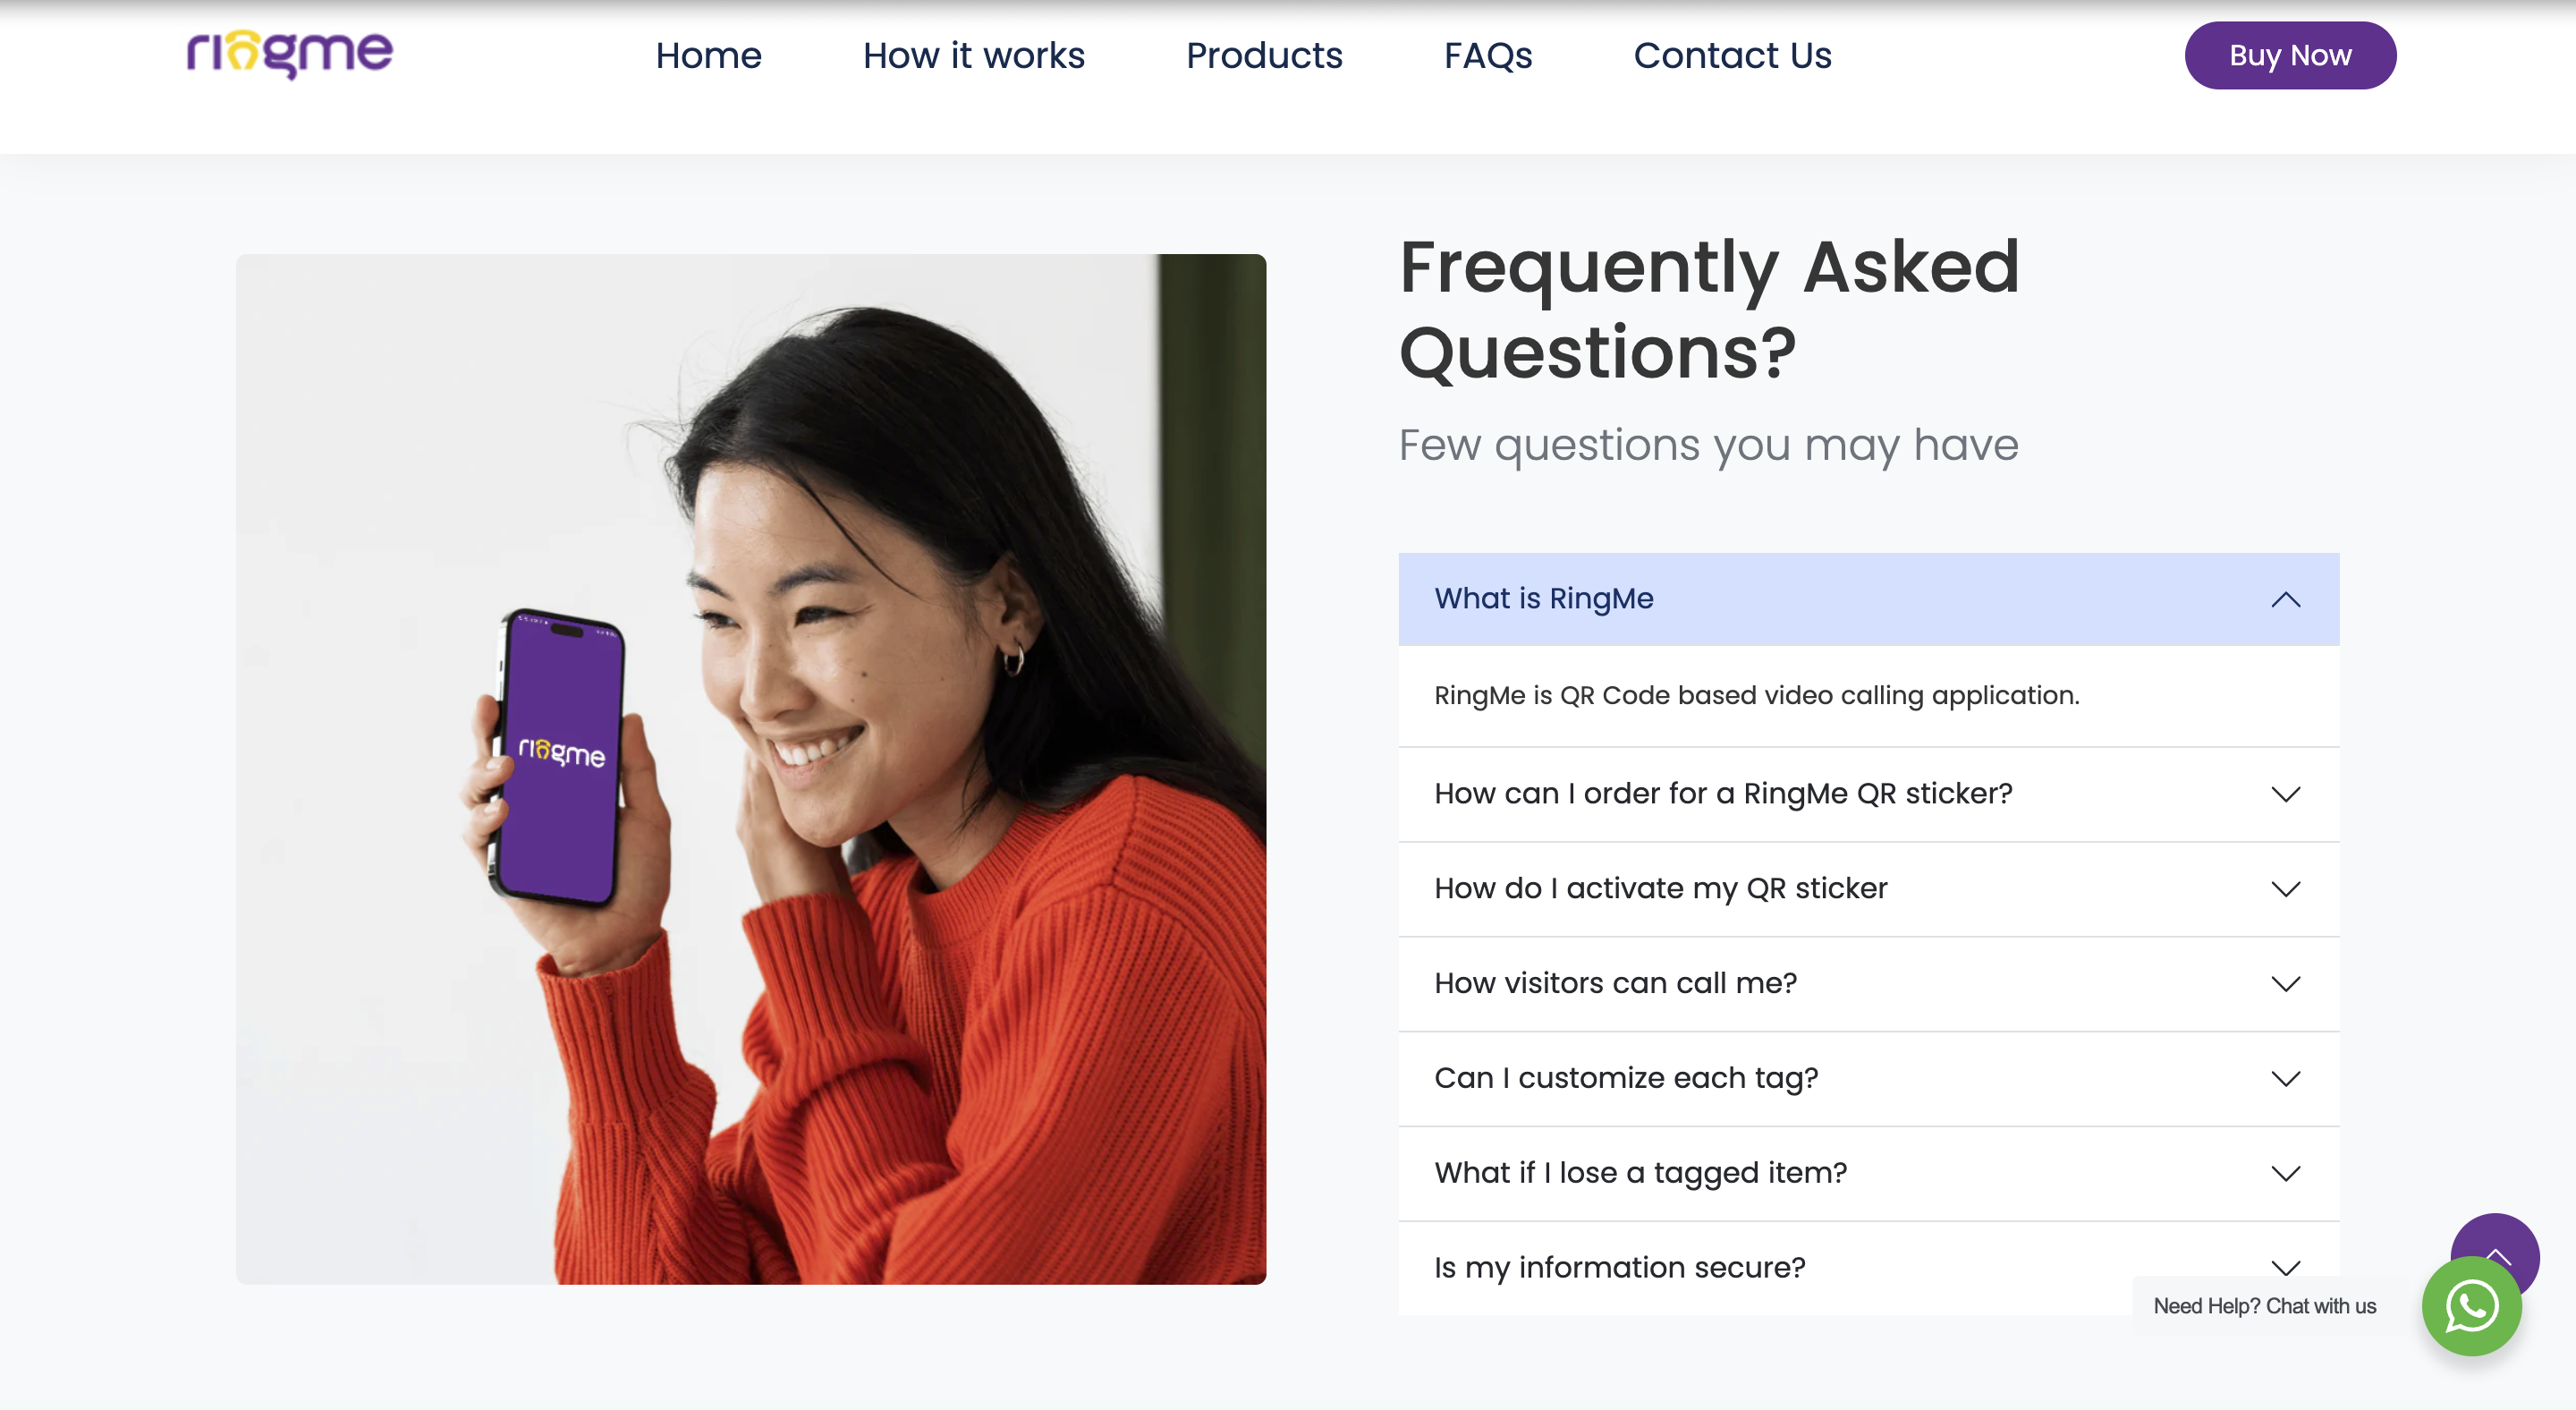 ringme
Home
How it works
Products
FAQs
Contact Us
Buy Now
Frequently Asked
Questions?
Few questions you may have
What is RingMe
RingMe is QR Code based video calling application.
How can I order for a RingMe QR sticker?
How do I activate my QR sticker
How visitors can call me?
Can I customize each tag?
What if I lose a tagged item?
Is my information secure?
Need Help? Chat with us
ringme